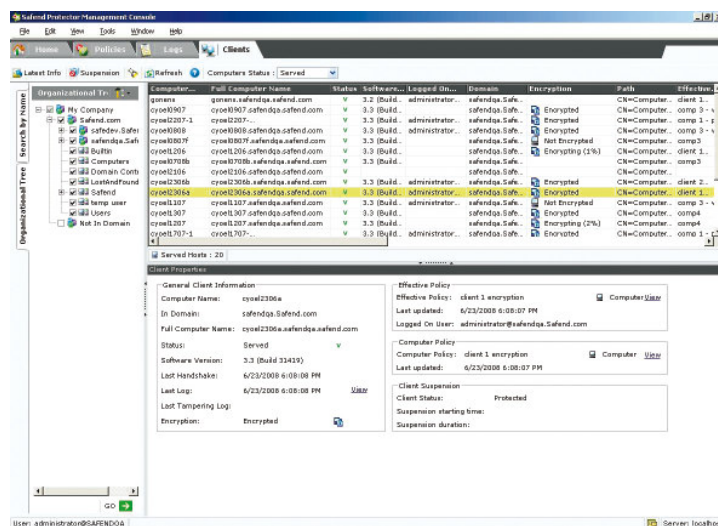 Safend Protector Management Console
File Edit View Tools Window Help
Home Policies Logs Clients
Latest Info Suspension Refresh Computers Status : Served
Organizational Tr-
Search by Name
Organizational Tree
My Company
Safend.com
safedev.Safer
safendqa.Safi
Builtin
Computers
Domain Conti
LostAndFound
Safend
temp user
Users
Not In Domain
GO
Computer... Full Computer Name Status Software... Logged On... Domain Encryption Path Effective.
gonens gonens.safendqa.safend.com v 3.2 (Build... administrator... safendqa.Safe... CN=Computer... client 1...
cyoel0907 cyoel0907.safendqa.safend.com v 3.3 (Build... administrator... safendqa.Safe... Encrypted CN=Computer... comp 3 - v
cyoel2207-1 cyoel2207-... v 3.3 (Build... administrator... safendqa.Safe... Encrypted CN=Computer... comp 1 - p
cyoel0808 cyoel0808.safendqa.safend.com v 3.3 (Build... administrator... safendqa.Safe... Encrypted CN=Computer... comp 3 - v
cyoel0807f cyoel0807f.safendqa.safend.com v 3.3 (Build... safendqa.Safe... Not Encrypted CN=Computer... client 1...
cyoel1206 cyoel1206.safendqa.safend.com v 3.3 (Build... safendqa.Safe... Encrypting (1%) CN=Computer... client 1...
cyoel0708b cyoel0708b.safendqa.safend.com v 3.3 (Build... safendqa.Safe... CN=Computer... comp3
cyoel2106 cyoel2106.safendqa.safend.com v 3.3 (Build... safendqa.Safe... CN=Computer...
cyoel2306b cyoel2306b.safendqa.safend.com v 3.3 (Build... administrator... safendqa.Safe... Encrypted CN=Computer... client 2...
cyoel2306a cyoel2306a.safendqa.safend.com v 3.3 (Build... administrator... safendqa.Safe... Encrypted CN=Computer... client 1...
cyoel1107 cyoel1107.safendqa.safend.com v 3.3 (Build... administrator... safendqa.Safe... Not Encrypted CN=Computer... comp 3 - v
cyoel1307 cyoel1307.safendqa.safend.com v 3.3 (Build... safendqa.Safe... Encrypted CN=Computer... comp4
cyoel1207 cyoel1207.safendqa.safend.com v 3.3 (Build... safendqa.Safe... Encrypting (2%) CN=Computer... comp4
cyoel1707-1 cyoel1707-... v 3.3 (Build... administrator... safendqa.Safe... Encrypted CN=Computer... comp 1 - p
Served Hosts : 20
Client Properties
General Client Information
Computer Name: cyoel2306a
In Domain: safendqa.Safend.com
Full Computer Name: cyoel2306a.safendqa.safend.com
Status: Served v
Software Version: 3.3 (Build 31419)
Last Handshake: 6/23/2008 6:08:08 PM
Last Log: 6/23/2008 6:08:08 PM View
Last Tampering Log:
Encryption: Encrypted
Effective Policy
Effective Policy: client 1 encryption Computer View
Last updated: 6/23/2008 6:08:07 PM
Logged On User: administrator@safendqa.Safend.com
Computer Policy
Computer Policy: client 1 encryption Computer View
Last updated: 6/23/2008 6:08:07 PM
Client Suspension
Client Status: Protected
Suspension starting time:
Suspension duration:
User: administrator@SAFENDQA
Server: localhos